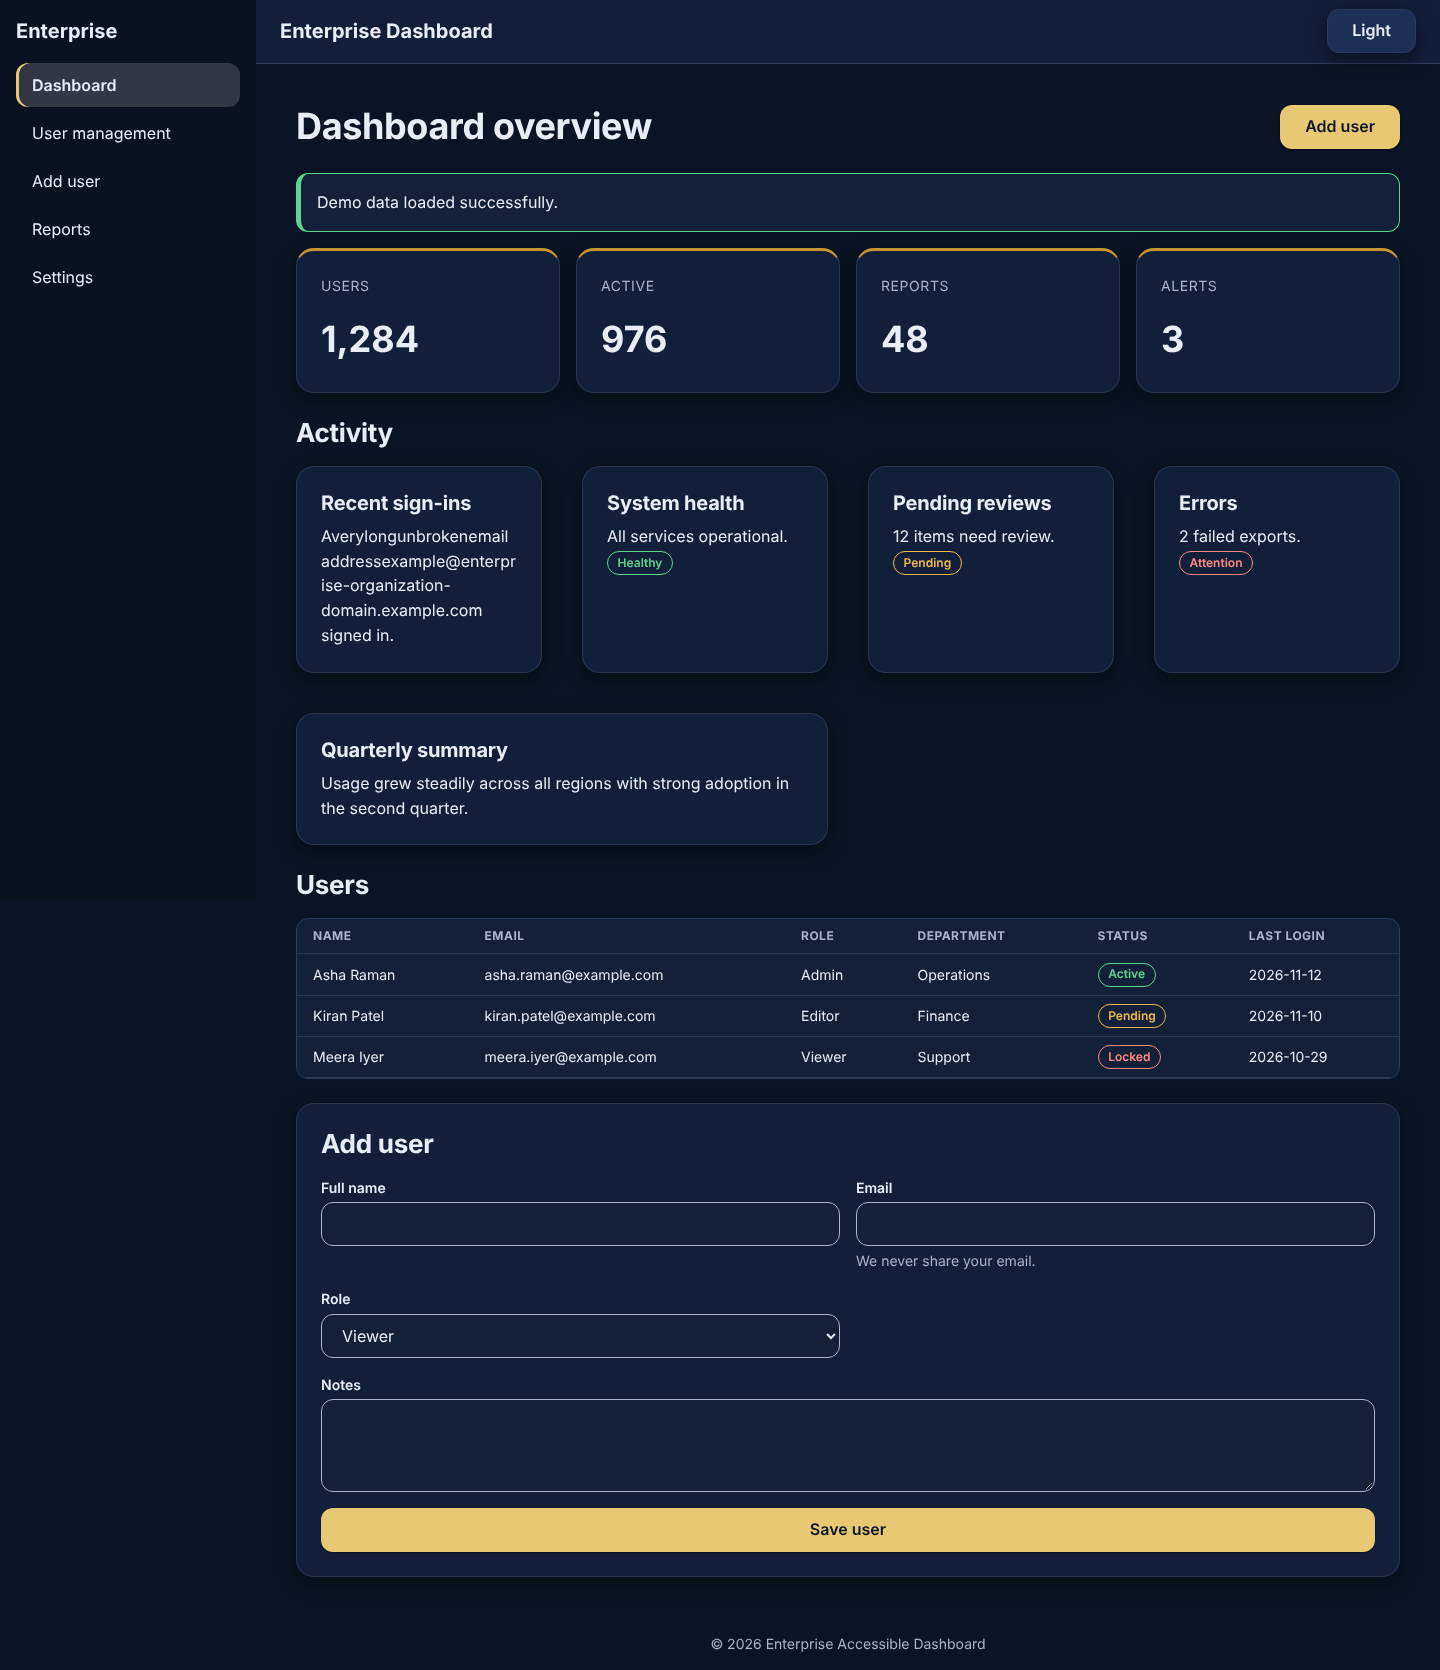 Enterprise
Dashboard
User management
Add user
Reports
Settings
Enterprise Dashboard
Light
Dashboard overview
Add user
Demo data loaded successfully.
USERS
1,284
ACTIVE
976
REPORTS
48
ALERTS
3
Activity
Recent sign-ins
Averylongunbrokenemail
addressexample@enterpr
ise-organization-
domain.example.com
signed in.
System health
All services operational.
Healthy
Pending reviews
12 items need review.
Pending
Errors
2 failed exports.
Attention
Quarterly summary
Usage grew steadily across all regions with strong adoption in
the second quarter.
Users
NAME EMAIL ROLE DEPARTMENT STATUS LAST LOGIN
Asha Raman asha.raman@example.com Admin Operations Active 2026-11-12
Kiran Patel kiran.patel@example.com Editor Finance Pending 2026-11-10
Meera Iyer meera.iyer@example.com Viewer Support Locked 2026-10-29
Add user
Full name
Email
We never share your email.
Role
Viewer
Notes
Save user
© 2026 Enterprise Accessible Dashboard